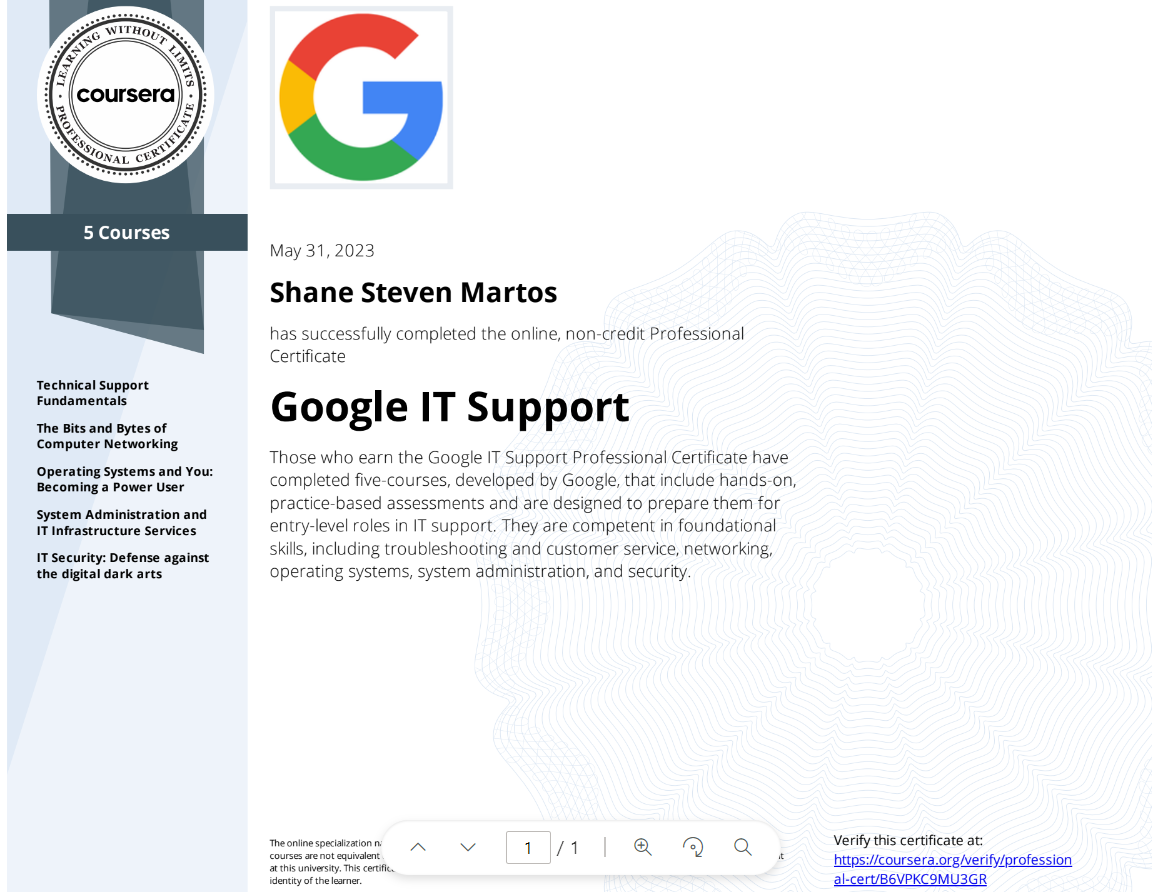 LEARNING WITHOUT LIMITS
coursera
PROFESSIONAL CERTIFICATE
5 Courses
Technical Support
Fundamentals
The Bits and Bytes of
Computer Networking
Operating Systems and You:
Becoming a Power User
System Administration and
IT Infrastructure Services
IT Security: Defense against
the digital dark arts
G
May 31, 2023
Shane Steven Martos
has successfully completed the online, non-credit Professional
Certificate
Google IT Support
Those who earn the Google IT Support Professional Certificate have
completed five-courses, developed by Google, that include hands-on,
practice-based assessments and are designed to prepare them for
entry-level roles in IT support. They are competent in foundational
skills, including troubleshooting and customer service, networking,
operating systems, system administration, and security.
The online specialization
courses are not equivalent
at this university. This
identity of the learner.
1 / 1
Verify this certificate at:
https://coursera.org/verify/profession
al-cert/B6VPKC9MU3GR